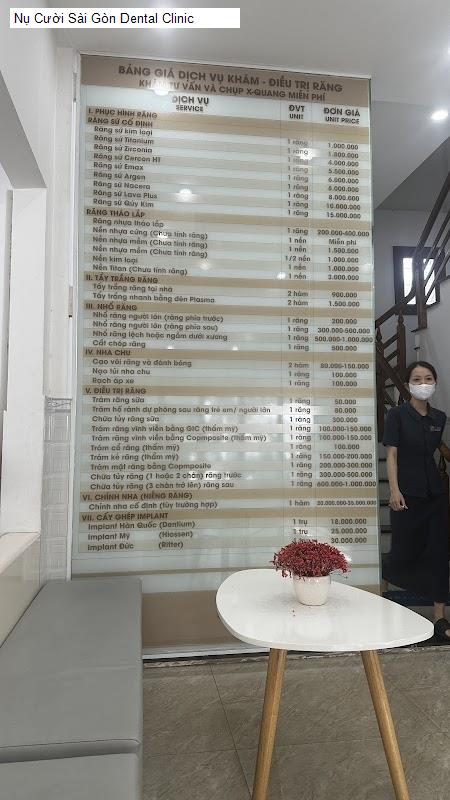 Nụ Cười Sài Gòn Dental Clinic
BẢNG GIÁ DỊCH VỤ KHÁM - ĐIỀU TRỊ RĂNG
KHÁM TƯ VẤN VÀ CHỤP X-QUANG MIỄN PHÍ
DỊCH VỤ ĐVT ĐƠN GIÁ
SERVICE UNIT UNIT PRICE
I. PHỤC HÌNH RĂNG
RĂNG SỨ CỐ ĐỊNH
Răng sứ kim loại 1 răng 1.000.000
Răng sứ Titanium 1 răng 1.800.000
Răng sứ Zirconia 1 răng 4.000.000
Răng sứ Cercon HT 1 răng 5.500.000
Răng sứ Emax 1 răng 6.000.000
Răng sứ Argen 1 răng 6.000.000
Răng sứ Nacera 1 răng 8.000.000
Răng sứ Lava Plus 1 răng 10.000.000
Răng sứ Qúy Kim 1 răng 15.000.000
RĂNG THÁO LẮP
Răng nhựa tháo lắp 1 răng 200.000-400.000
Nền nhựa cứng (Chưa tính răng) 1 nền Miễn phí
Nền nhựa mềm (Chưa tính răng) 1 nền 1.500.000
Nền nhựa mềm (Chưa tính răng) 1/2 nền 1.000.000
Nền kim loại 1 nền 1.000.000
Nền Titan (Chưa tính răng) 1 nền
II. TẨY TRẮNG RĂNG
Tẩy trắng răng tại nhà 2 hàm 900.000
Tẩy trắng nhanh bằng đèn Plasma 2 hàm 1.500.000
III. NHỔ RĂNG
Nhổ răng người lớn (răng phía trước) 1 răng 200.000
Nhổ răng người lớn (răng phía sau) 1 răng 300.000-500.000
Nhổ răng lệch hoặc ngầm dưới xương 1 răng 500.000-1.000.000
Cắt chóp răng 1 răng 500.000
IV. NHA CHU
Cạo vôi răng và đánh bóng 2 hàm 80.000-150.000
Nạo túi nha chu 1 răng 100.000
Rạch áp xe 1 răng 100.000
V. ĐIỀU TRỊ RĂNG
Trám răng sữa 1 răng 50.000
Trám hố rãnh dự phòng sâu răng trẻ em/ người lớn 1 răng 80.000
Chữa tủy răng sữa 1 răng 300.000
Trám răng vĩnh viễn bằng GIC (thẩm mỹ) 1 răng 100.000-150.000
Trám răng vĩnh viễn bằng Copmposite (thẩm mỹ) 1 răng 100.000-150.000
Trám cổ răng (thẩm mỹ) 1 răng 100.000
Trám kẽ răng (thẩm mỹ) 1 răng 150.000-200.000
Trám mặt răng bằng Compmosite 1 răng 200.000-300.000
Chữa tủy răng (1 hoặc 2 chân) răng trước 1 răng 300.000-500.000
Chữa tủy răng (3 chân trở lên) răng sau 1 răng 600.000-1.000.000
VI. CHỈNH NHA (NIỀNG RĂNG)
Chỉnh nha cố định (tùy trường hợp) 1 hàm 20.000.000-35.000.000
VII. CẤY GHÉP IMPLANT
Implant Hàn Quốc (Dentium) 1 trụ 18.000.000
Implant Mỹ (Hiossen) 1 trụ 25.000.000
Implant Đức (Ritter) 1 trụ 30.000.000